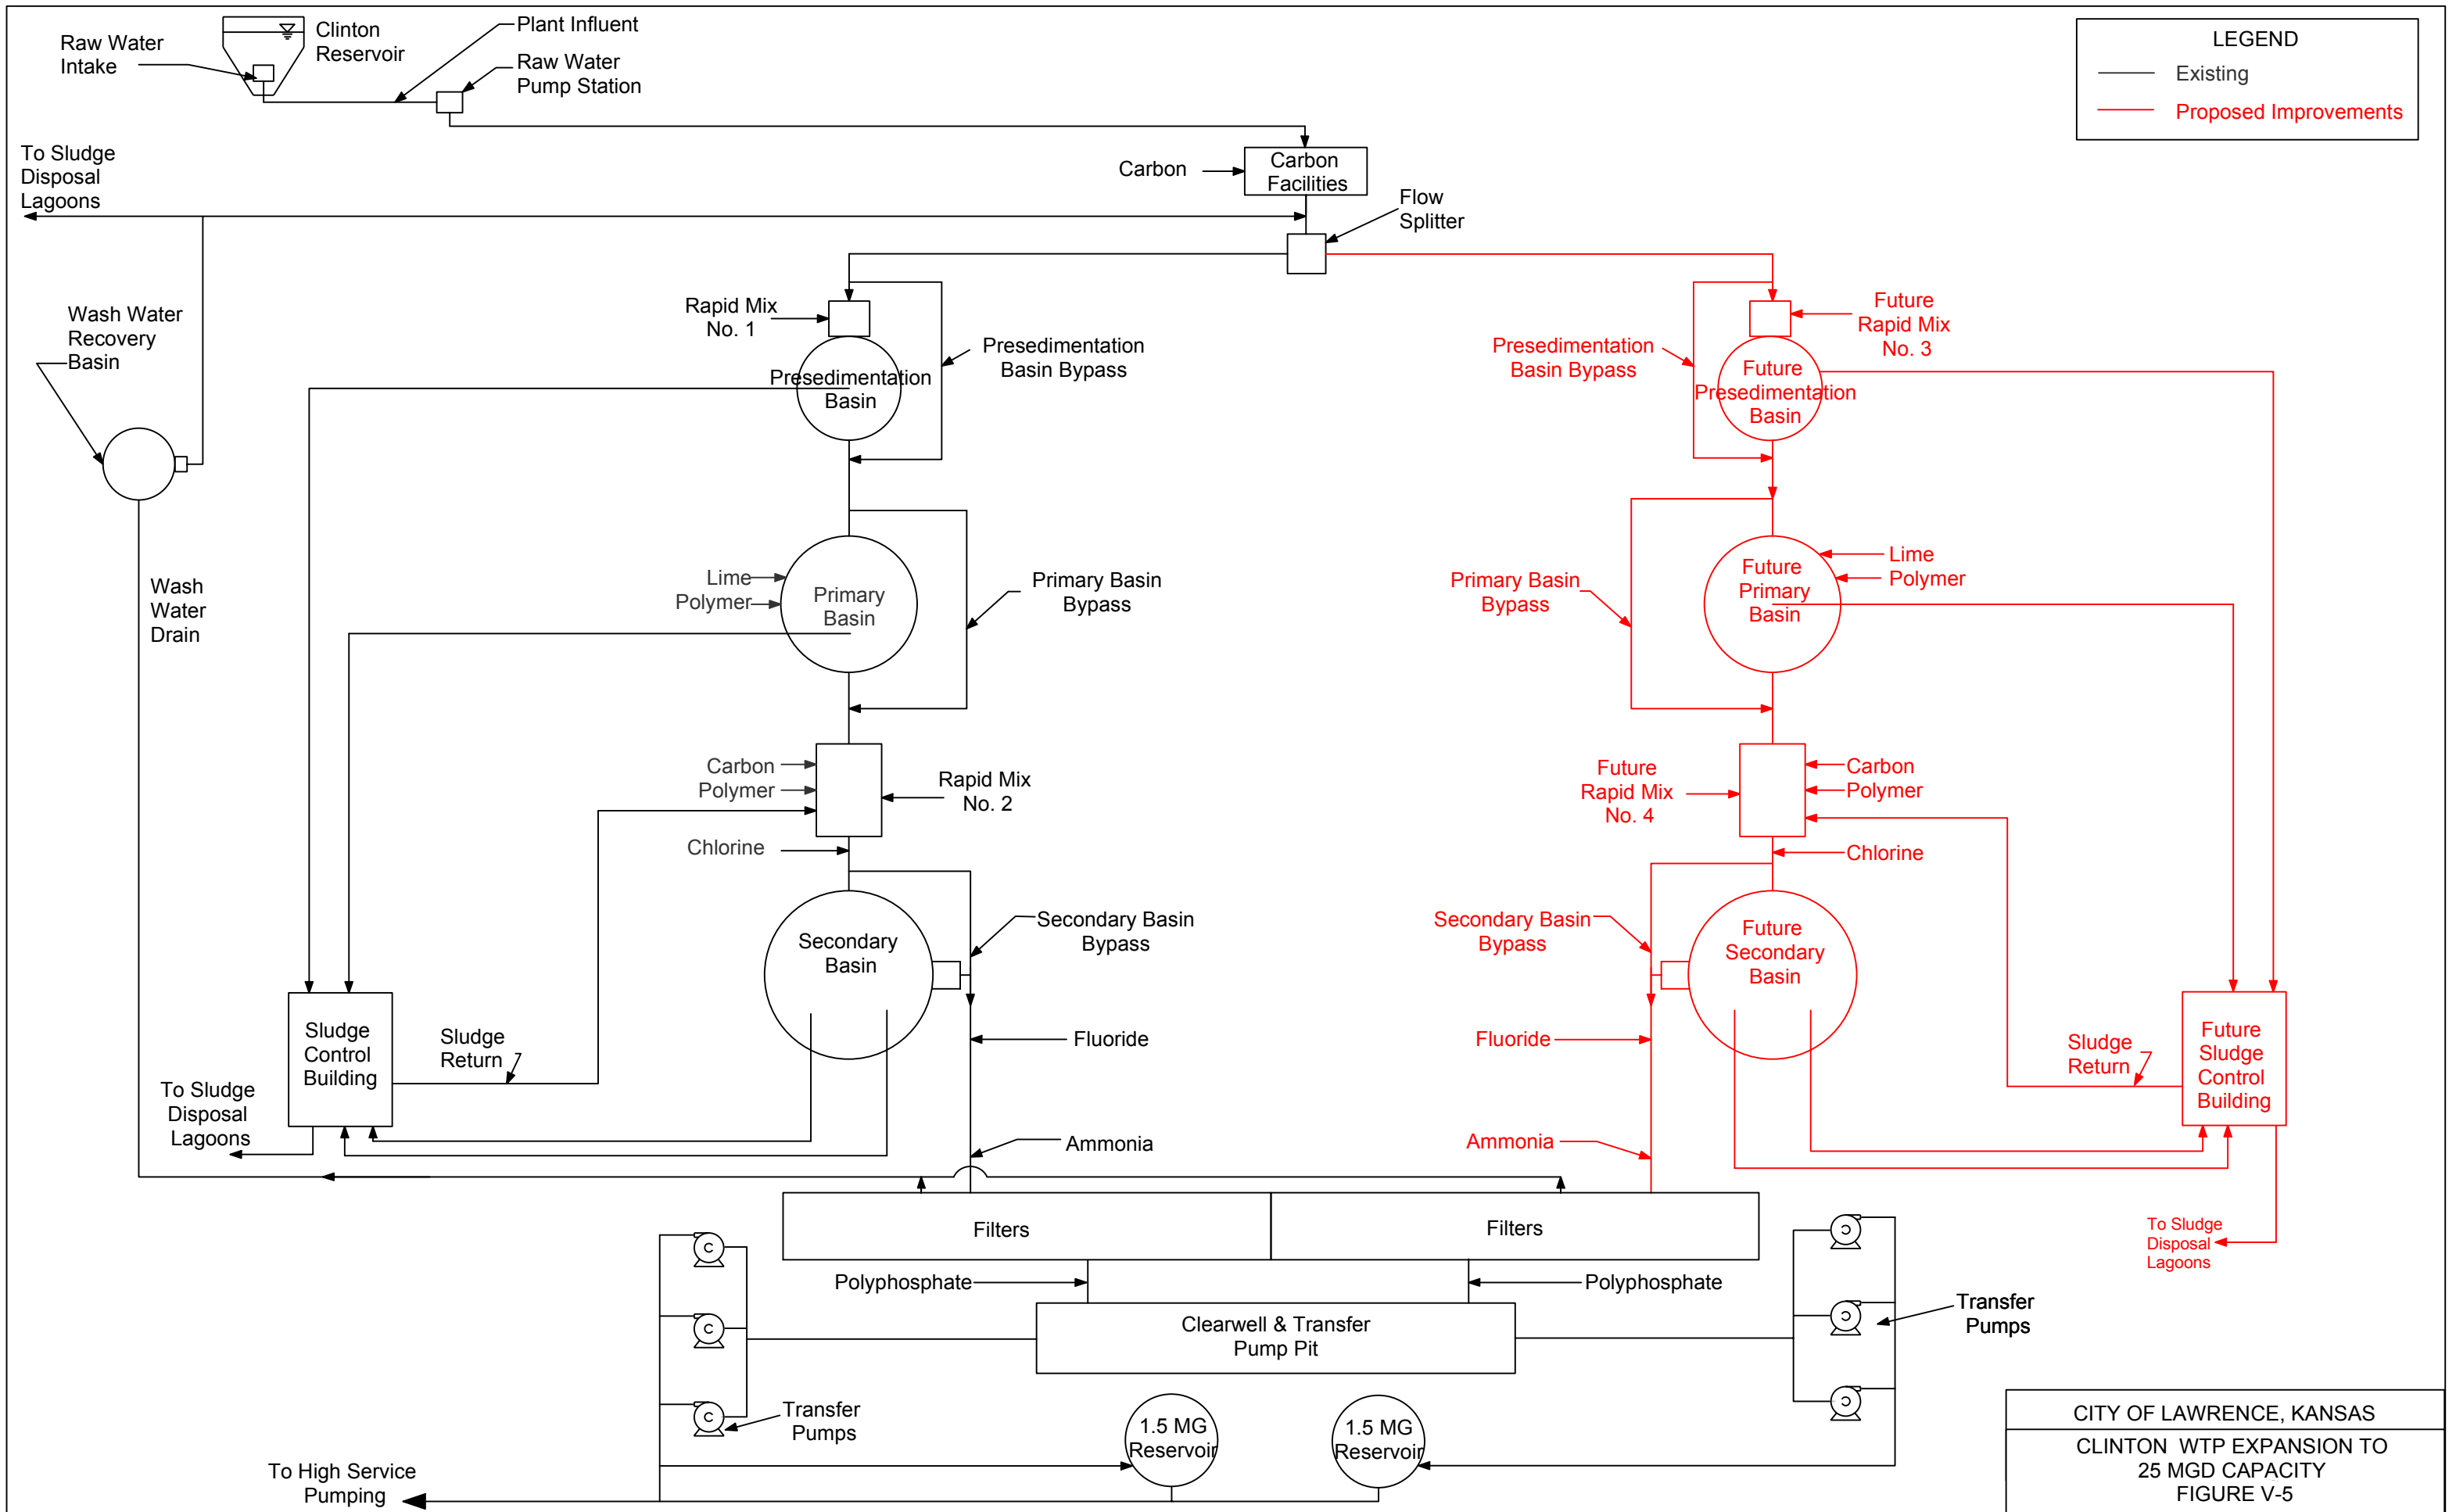 Raw Water
Intake
Clinton
Reservoir
Plant Influent
Raw Water
Pump Station
LEGEND
Existing
Proposed Improvements
To Sludge
Disposal
Lagoons
Carbon
Carbon
Facilities
Flow
Splitter
Wash Water
Recovery
Basin
Rapid Mix
No. 1
Presedimentation
Basin
Presedimentation
Basin Bypass
Presedimentation
Basin Bypass
Future
Rapid Mix
No. 3
Future
Presedimentation
Basin
Wash
Water
Drain
Lime
Polymer
Primary
Basin
Primary Basin
Bypass
Primary Basin
Bypass
Future
Primary
Basin
Lime
Polymer
Carbon
Polymer
Rapid Mix
No. 2
Chlorine
Future
Rapid Mix
No. 4
Carbon
Polymer
Chlorine
Secondary
Basin
Secondary Basin
Bypass
Secondary Basin
Bypass
Future
Secondary
Basin
Sludge
Control
Building
Sludge
Return
Fluoride
Fluoride
Sludge
Return
Future
Sludge
Control
Building
To Sludge
Disposal
Lagoons
Ammonia
Ammonia
Filters
Filters
To Sludge
Disposal
Lagoons
C
C
C
Polyphosphate
Polyphosphate
Clearwell & Transfer
Pump Pit
C
C
C
Transfer
Pumps
Transfer
Pumps
1.5 MG
Reservoir
1.5 MG
Reservoir
To High Service
Pumping
CITY OF LAWRENCE, KANSAS
CLINTON WTP EXPANSION TO
25 MGD CAPACITY
FIGURE V-5